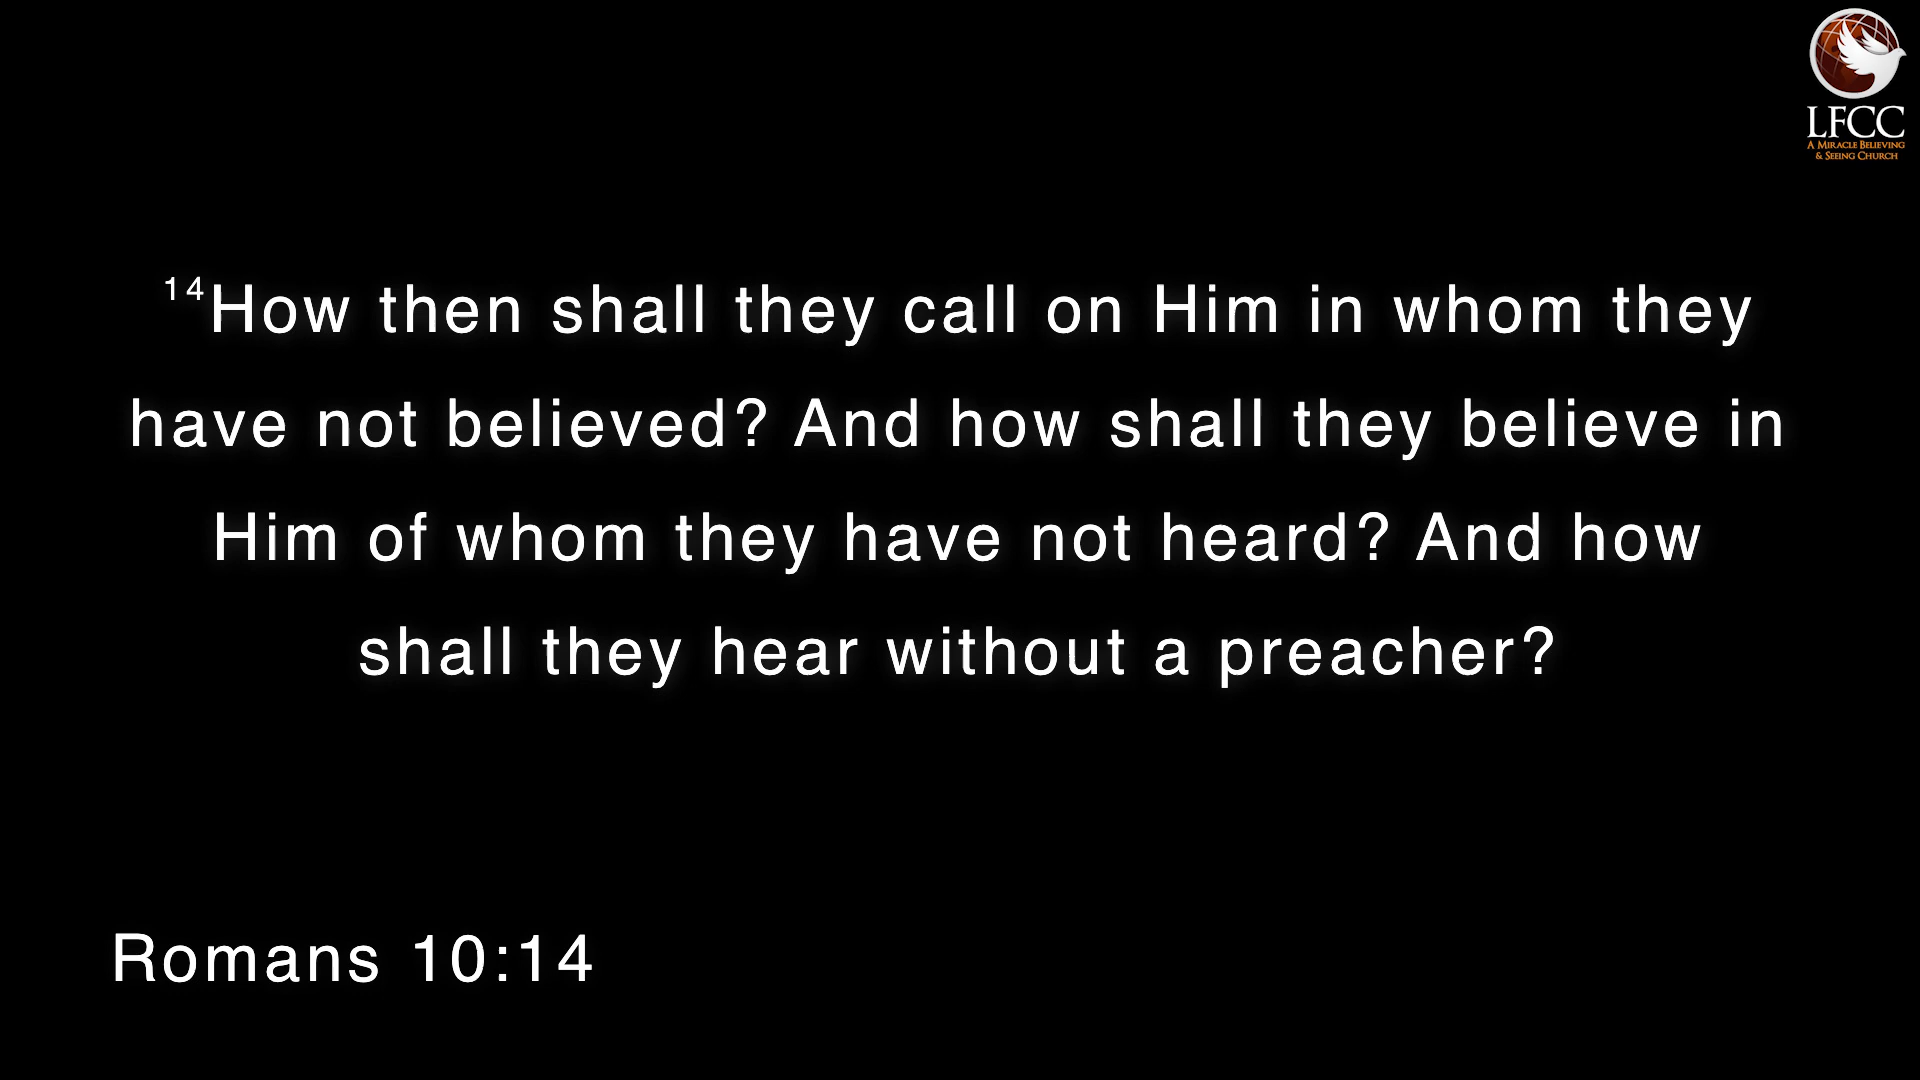 LFCC
A Miracle Believing
& Seeing Church
14How then shall they call on Him in whom they
have not believed? And how shall they believe in
Him of whom they have not heard? And how
shall they hear without a preacher?
Romans 10:14